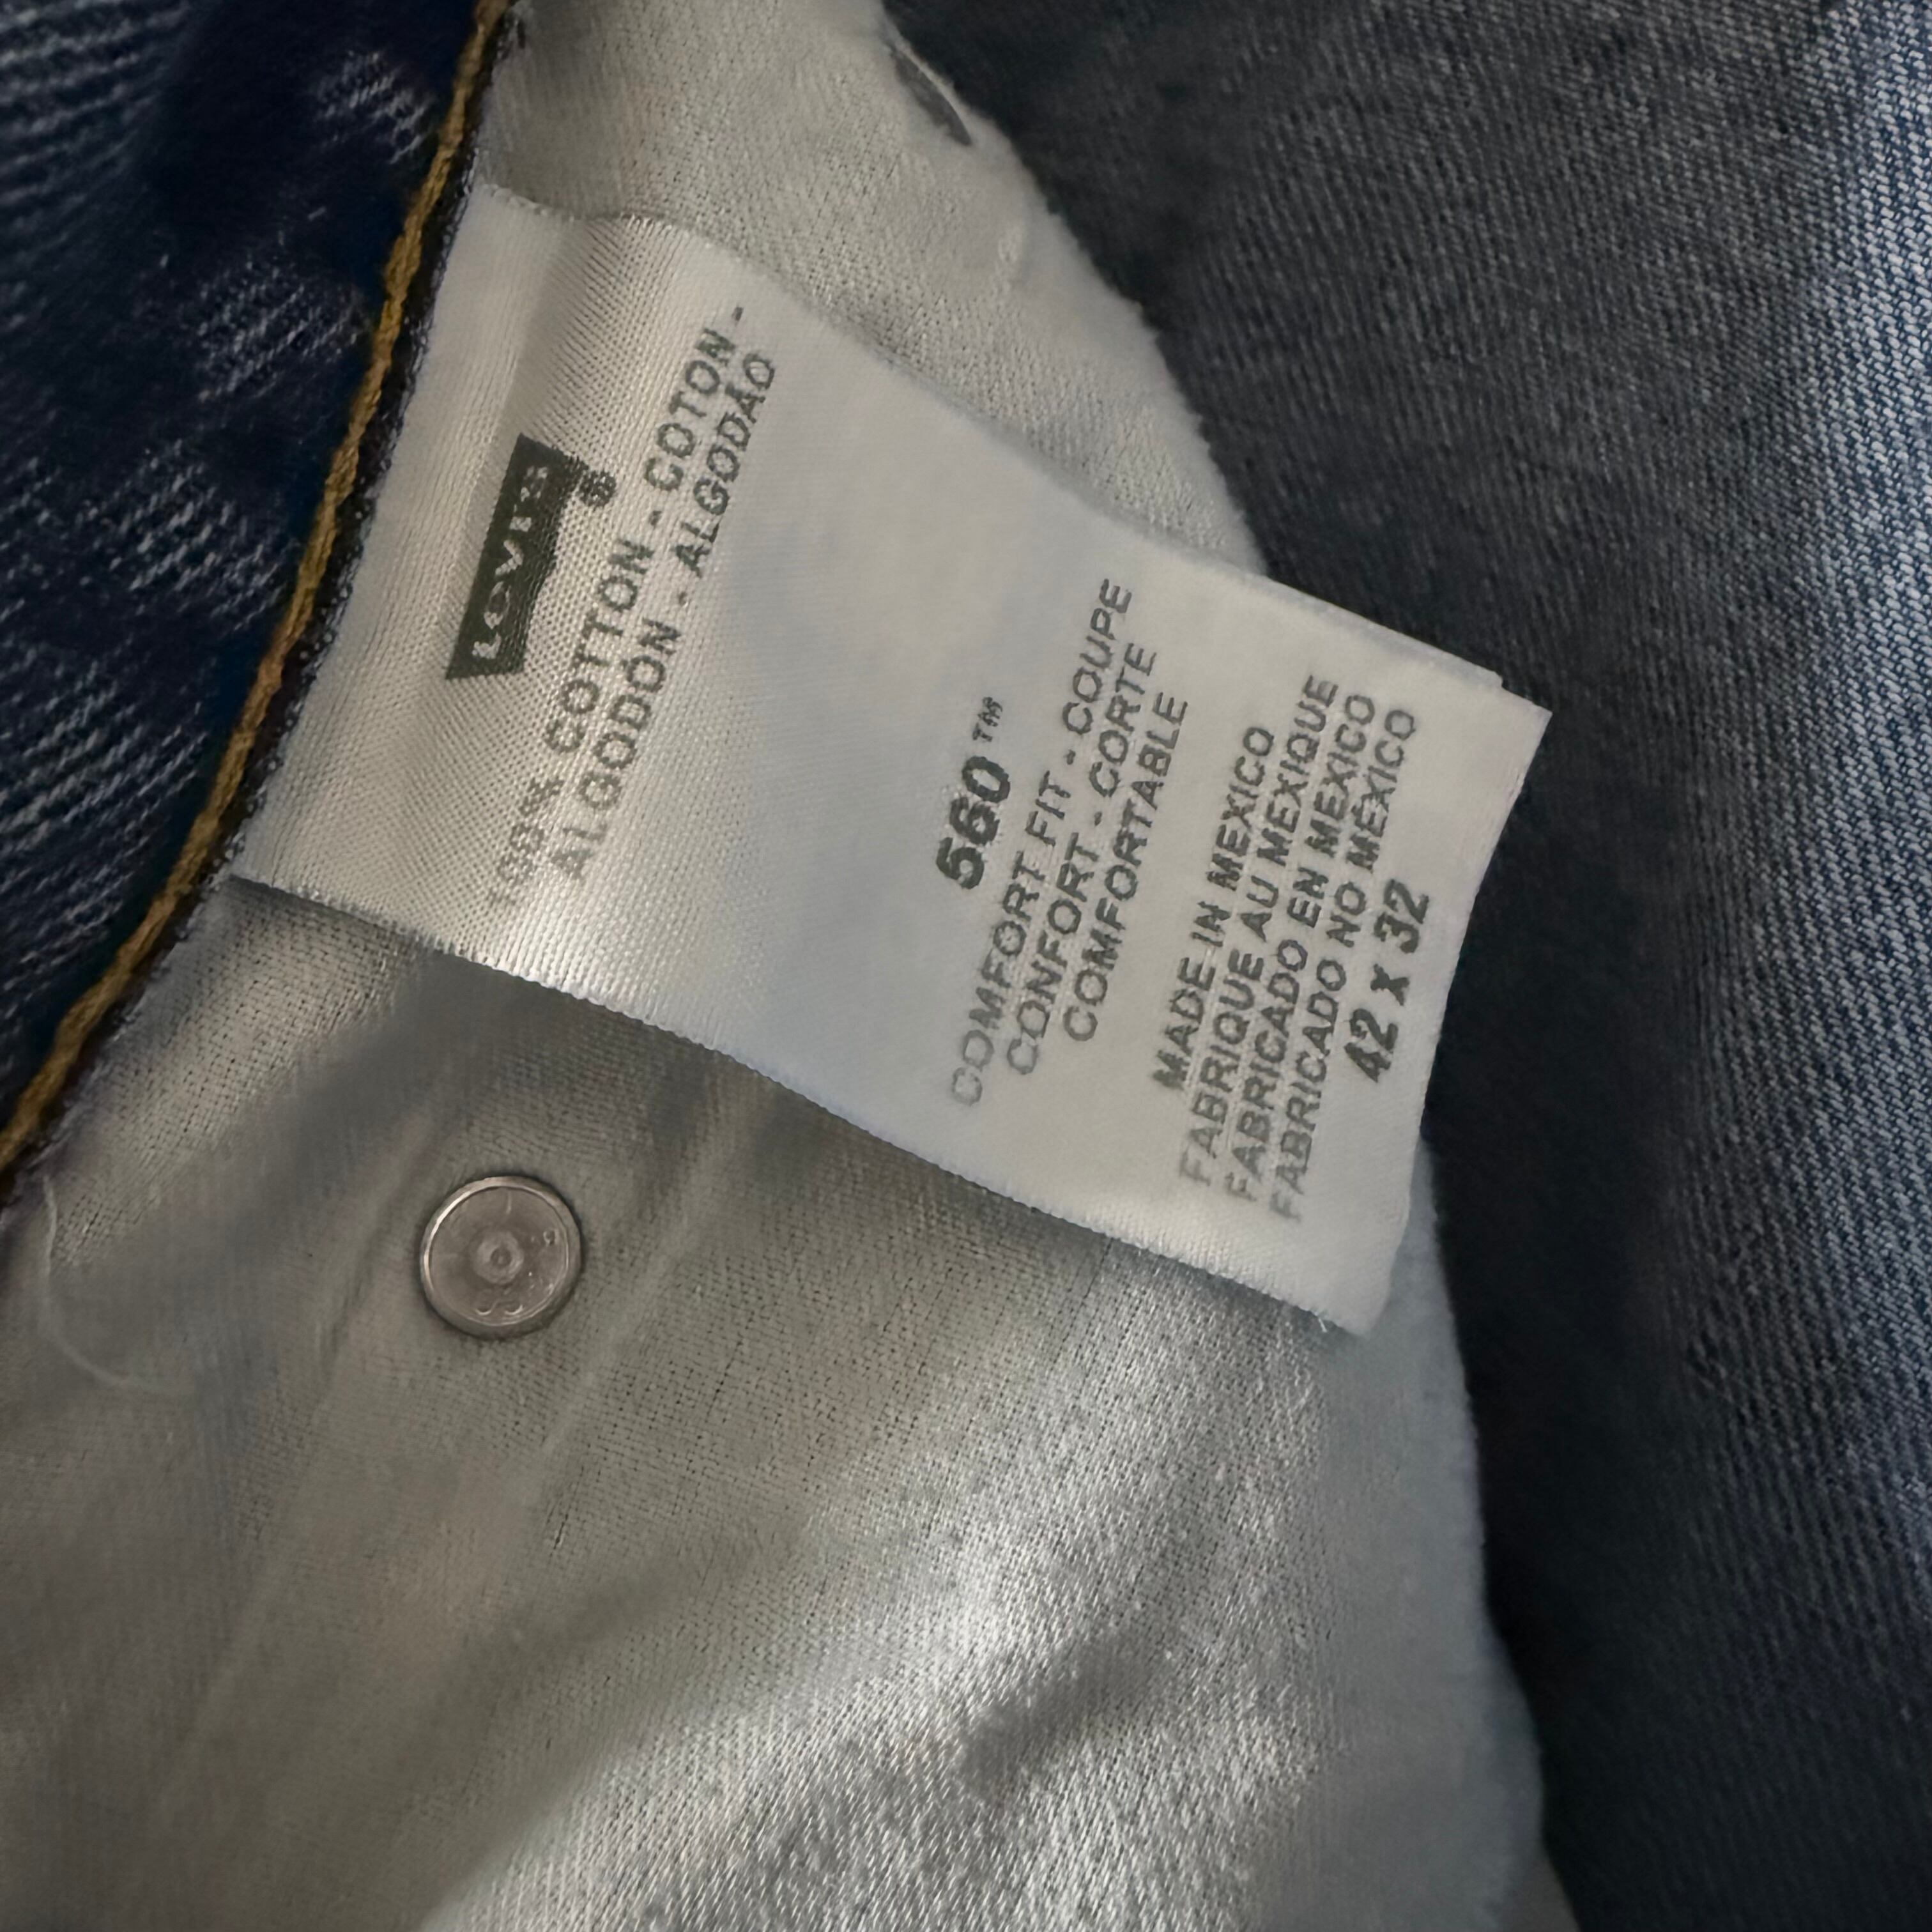 LEVI'S
®
100% COTTON - COTON -
ALGODÓN - ALGODÃO
560™
COMFORT FIT - COUPE
CONFORT - CORTE
COMFORTABLE
MADE IN MEXICO
FABRIQUE AU MEXIQUE
FABRICADO EN MEXICO
FABRICADO NO MÉXICO
42 x 32